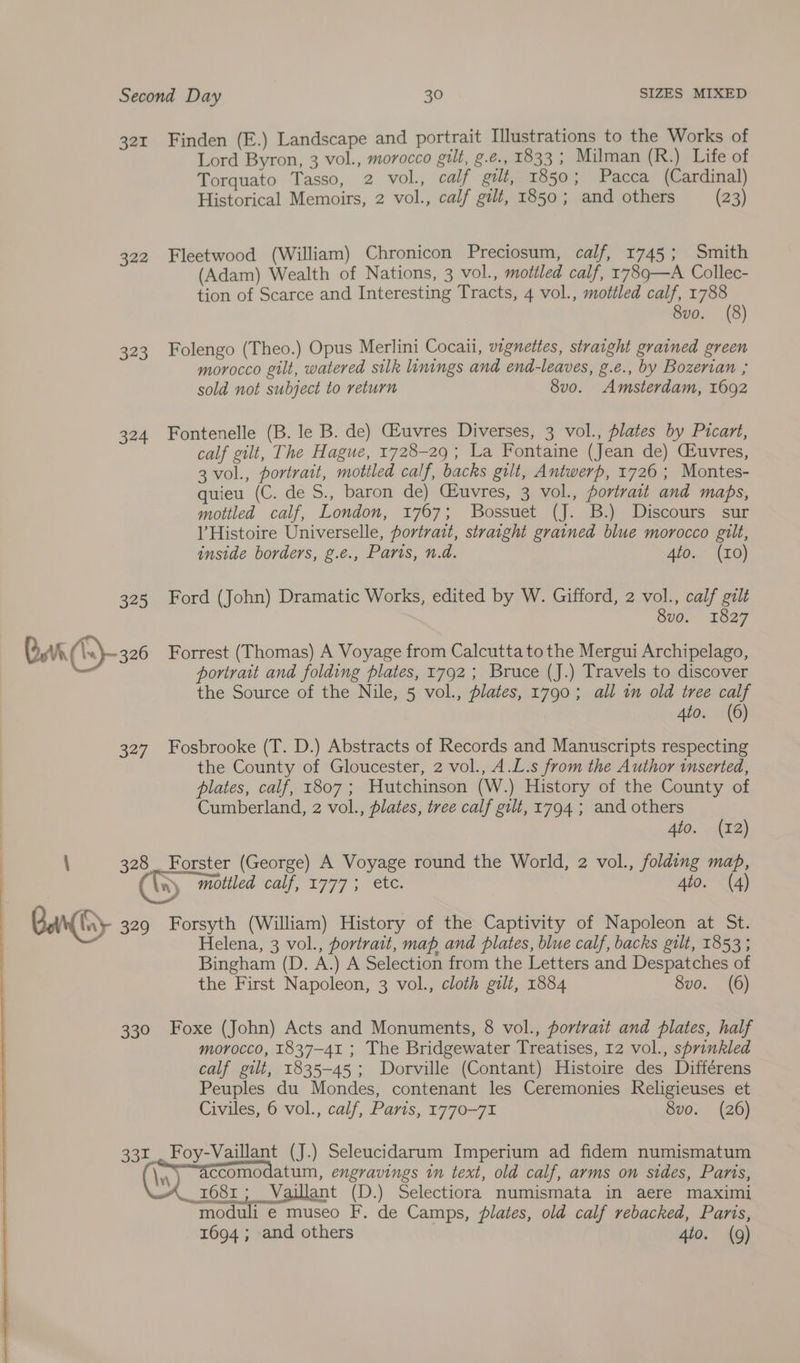 Second Day 30 SIZES MIXED
321 Finden (E.) Landscape and portrait Illustrations to the Works of
Lord Byron, 3 vol., morocco gilt, g.e., 1833 ; Milman (R.) Life of
Torquato Tasso, 2 vol., calf gilt, 1850; Pacca (Cardinal)
Historical Memoirs, 2 vol., calf gilt, 1850; and others (23)
322 Fleetwood (William) Chronicon Preciosum, calf, 1745; Smith
(Adam) Wealth of Nations, 3 vol., mottled calf, 1789—A Collec-
tion of Scarce and Interesting Tracts, 4 vol., mottled calf, 1788
8vo. (8)
323 Folengo (Theo.) Opus Merlini Cocaii, vignettes, straight grained green
morocco gilt, watered silk linings and end-leaves, g.e., by Bozerian ;
sold not subject to return 8vo. Amsterdam, 1692
324 Fontenelle (B. le B. de) Œuvres Diverses, 3 vol., plates by Picart,
calf gilt, The Hague, 1728-29 ; La Fontaine (Jean de) Œuvres,
3 vol., portrait, mottled calf, backs gilt, Antwerp, 1726 ; Montes-
quieu (C. de S., baron de) Œuvres, 3 vol., portrait and maps,
mottled calf, London, 1767; Bossuet (J. B.) Discours sur
l'Histoire Universelle, portrait, straight grained blue morocco gilt,
inside borders, g.e., Paris, n.d. 4to. (10)
325 Ford (John) Dramatic Works, edited by W. Gifford, 2 vol., calf gilt
8vo. 1827
326 Forrest (Thomas) A Voyage from Calcutta to the Mergui Archipelago,
portrait and folding plates, 1792 ; Bruce (J.) Travels to discover
the Source of the Nile, 5 vol., plates, 1790 ; all in old tree calf
4to. (6)
327 Fosbrooke (T. D.) Abstracts of Records and Manuscripts respecting
the County of Gloucester, 2 vol., A.L.s from the Author inserted,
plates, calf, 1807 ; Hutchinson (W.) History of the County of
Cumberland, 2 vol., plates, tree calf gilt, 1794 ; and others
4to. (12)
328 Forster (George) A Voyage round the World, 2 vol., folding map,
mottled calf, 1777 ; etc. 4to. (4)
329 Forsyth (William) History of the Captivity of Napoleon at St.
Helena, 3 vol., portrait, map and plates, blue calf, backs gilt, 1853 ;
Bingham (D. A.) A Selection from the Letters and Despatches of
the First Napoleon, 3 vol., cloth gilt, 1884 8vo. (6)
330 Foxe (John) Acts and Monuments, 8 vol., portrait and plates, half
morocco, 1837-41 ; The Bridgewater Treatises, 12 vol., sprinkled
calf gilt, 1835-45 ; Dorville (Contant) Histoire des Différens
Peuples du Mondes, contenant les Ceremonies Religieuses et
Civiles, 6 vol., calf, Paris, 1770-71 8vo. (26)
331 Foy-Vaillant (J.) Seleucidarum Imperium ad fidem numismatum
accomodatum, engravings in text, old calf, arms on sides, Paris,
1681 ; Vaillant (D.) Selectiora numismata in aere maximi
moduli e museo F. de Camps, plates, old calf rebacked, Paris,
1694 ; and others 4to. (9)